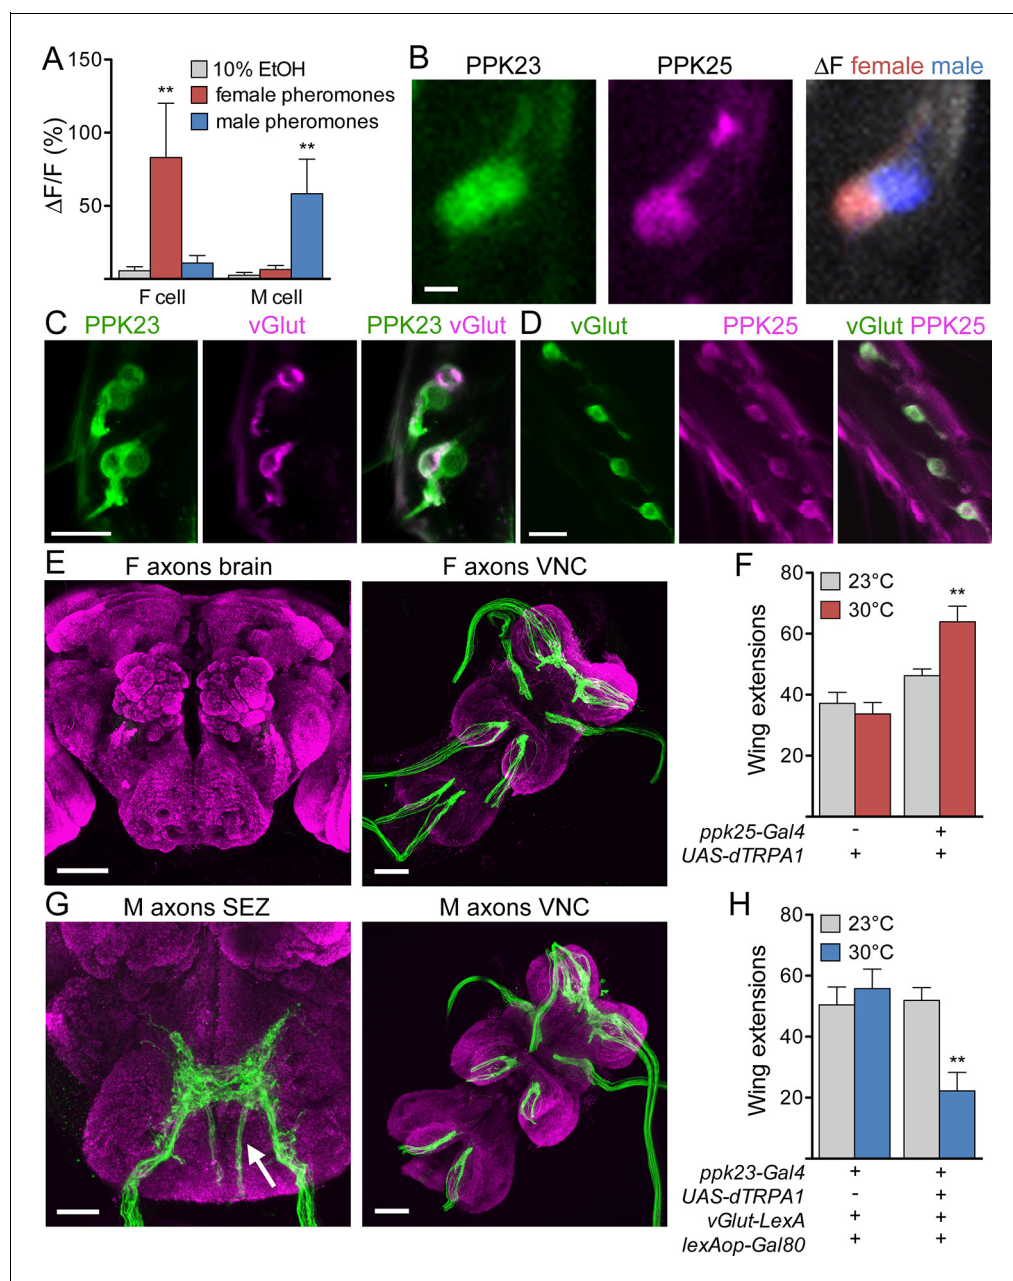 A
150
100
50
ΔF/F (%)
10% EtOH
female pheromones
male pheromones
**
**
F cell
M cell
B
PPK23
PPK25
ΔF female male
C
PPK23
vGlut
PPK23 vGlut
D
vGlut
PPK25
vGlut PPK25
E
F axons brain
F axons VNC
F
80
60
40
20
Wing extensions
23°C
30°C
**
ppk25-Gal4 - +
UAS-dTRPA1 + +
G
M axons SEZ
M axons VNC
H
80
60
40
20
Wing extensions
23°C
30°C
**
ppk23-Gal4 + +
UAS-dTRPA1 - +
vGlut-LexA + +
lexAop-Gal80 + +